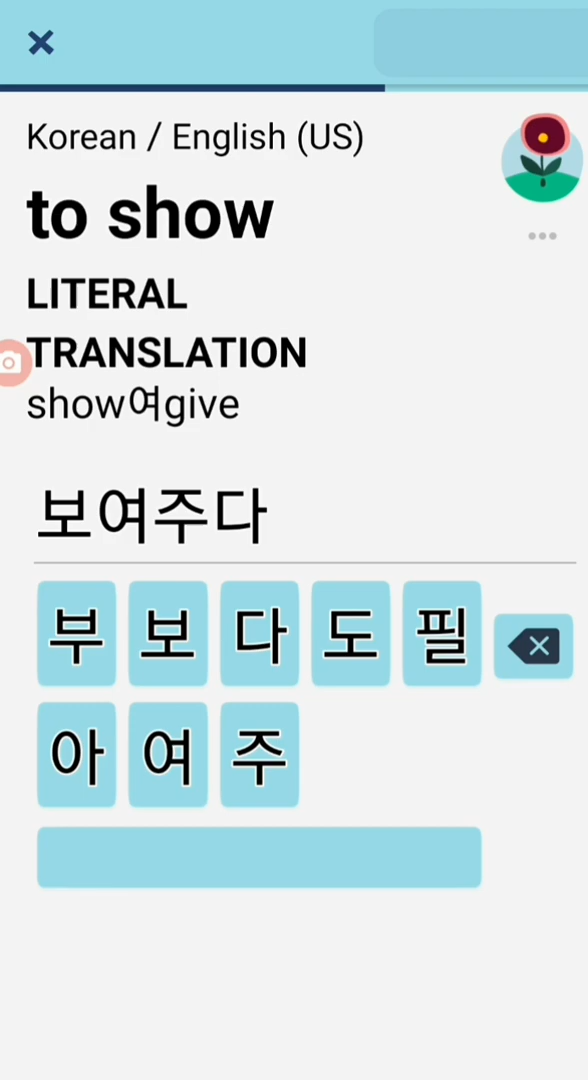 Korean / English (US)
to show
LITERAL
TRANSLATION
show여give
보여주다
부 보 다 도 필
아 여 주